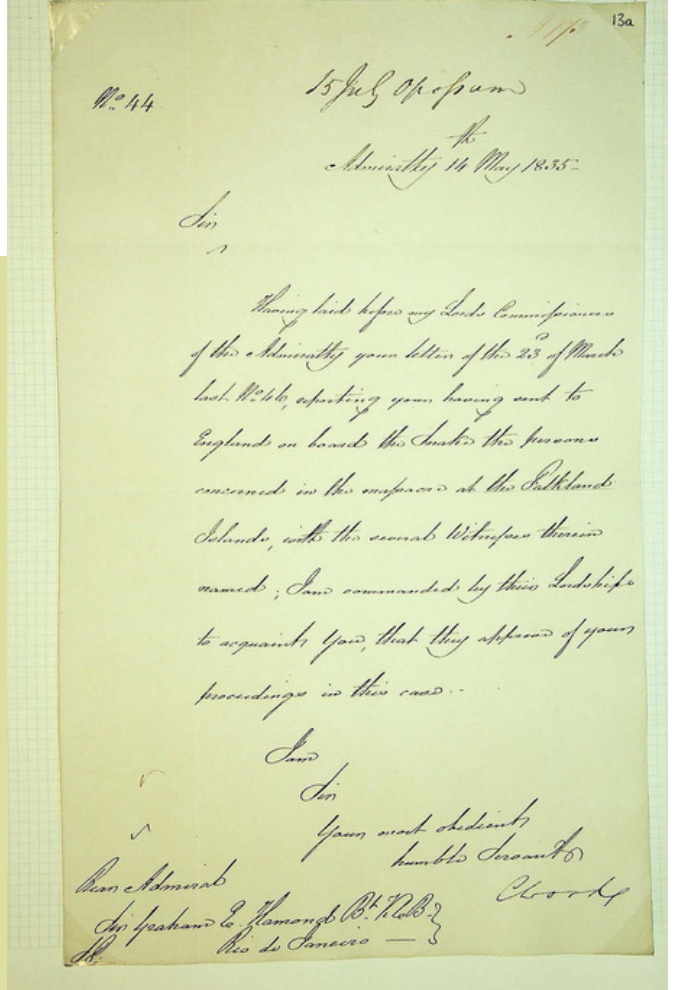 13a
No. 44
15 July Opossum
Admiralty 14th May 1835
Sir
Having laid before my Lords Commissioners
of the Admiralty your letter of the 23d of March
last No. 46, reporting your having sent to
England on board the Snake the persons
concerned in the massacre at the Falkland
Islands, with the several Witnesses therein
named; I am commanded by their Lordships
to acquaint You, that they approve of your
proceedings in this case..
I am
Sir
Your most obedient
humble Servant
C Wood
Rear Admiral
Sir Graham E. Hamond Bt. K.C.B.
Rio de Janeiro